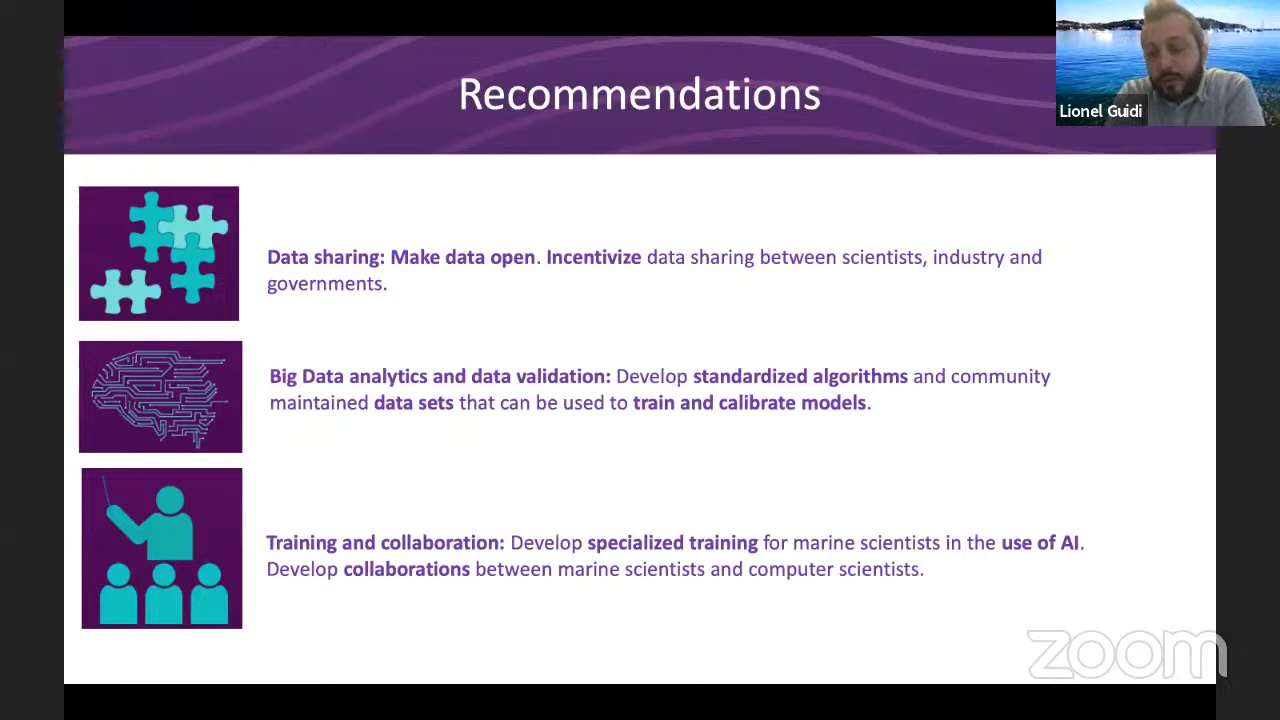 Recommendations
Lionel Guidi
Data sharing: Make data open. Incentivize data sharing between scientists, industry and
governments.
Big Data analytics and data validation: Develop standardized algorithms and community
maintained data sets that can be used to train and calibrate models.
Training and collaboration: Develop specialized training for marine scientists in the use of AI.
Develop collaborations between marine scientists and computer scientists.
zoom